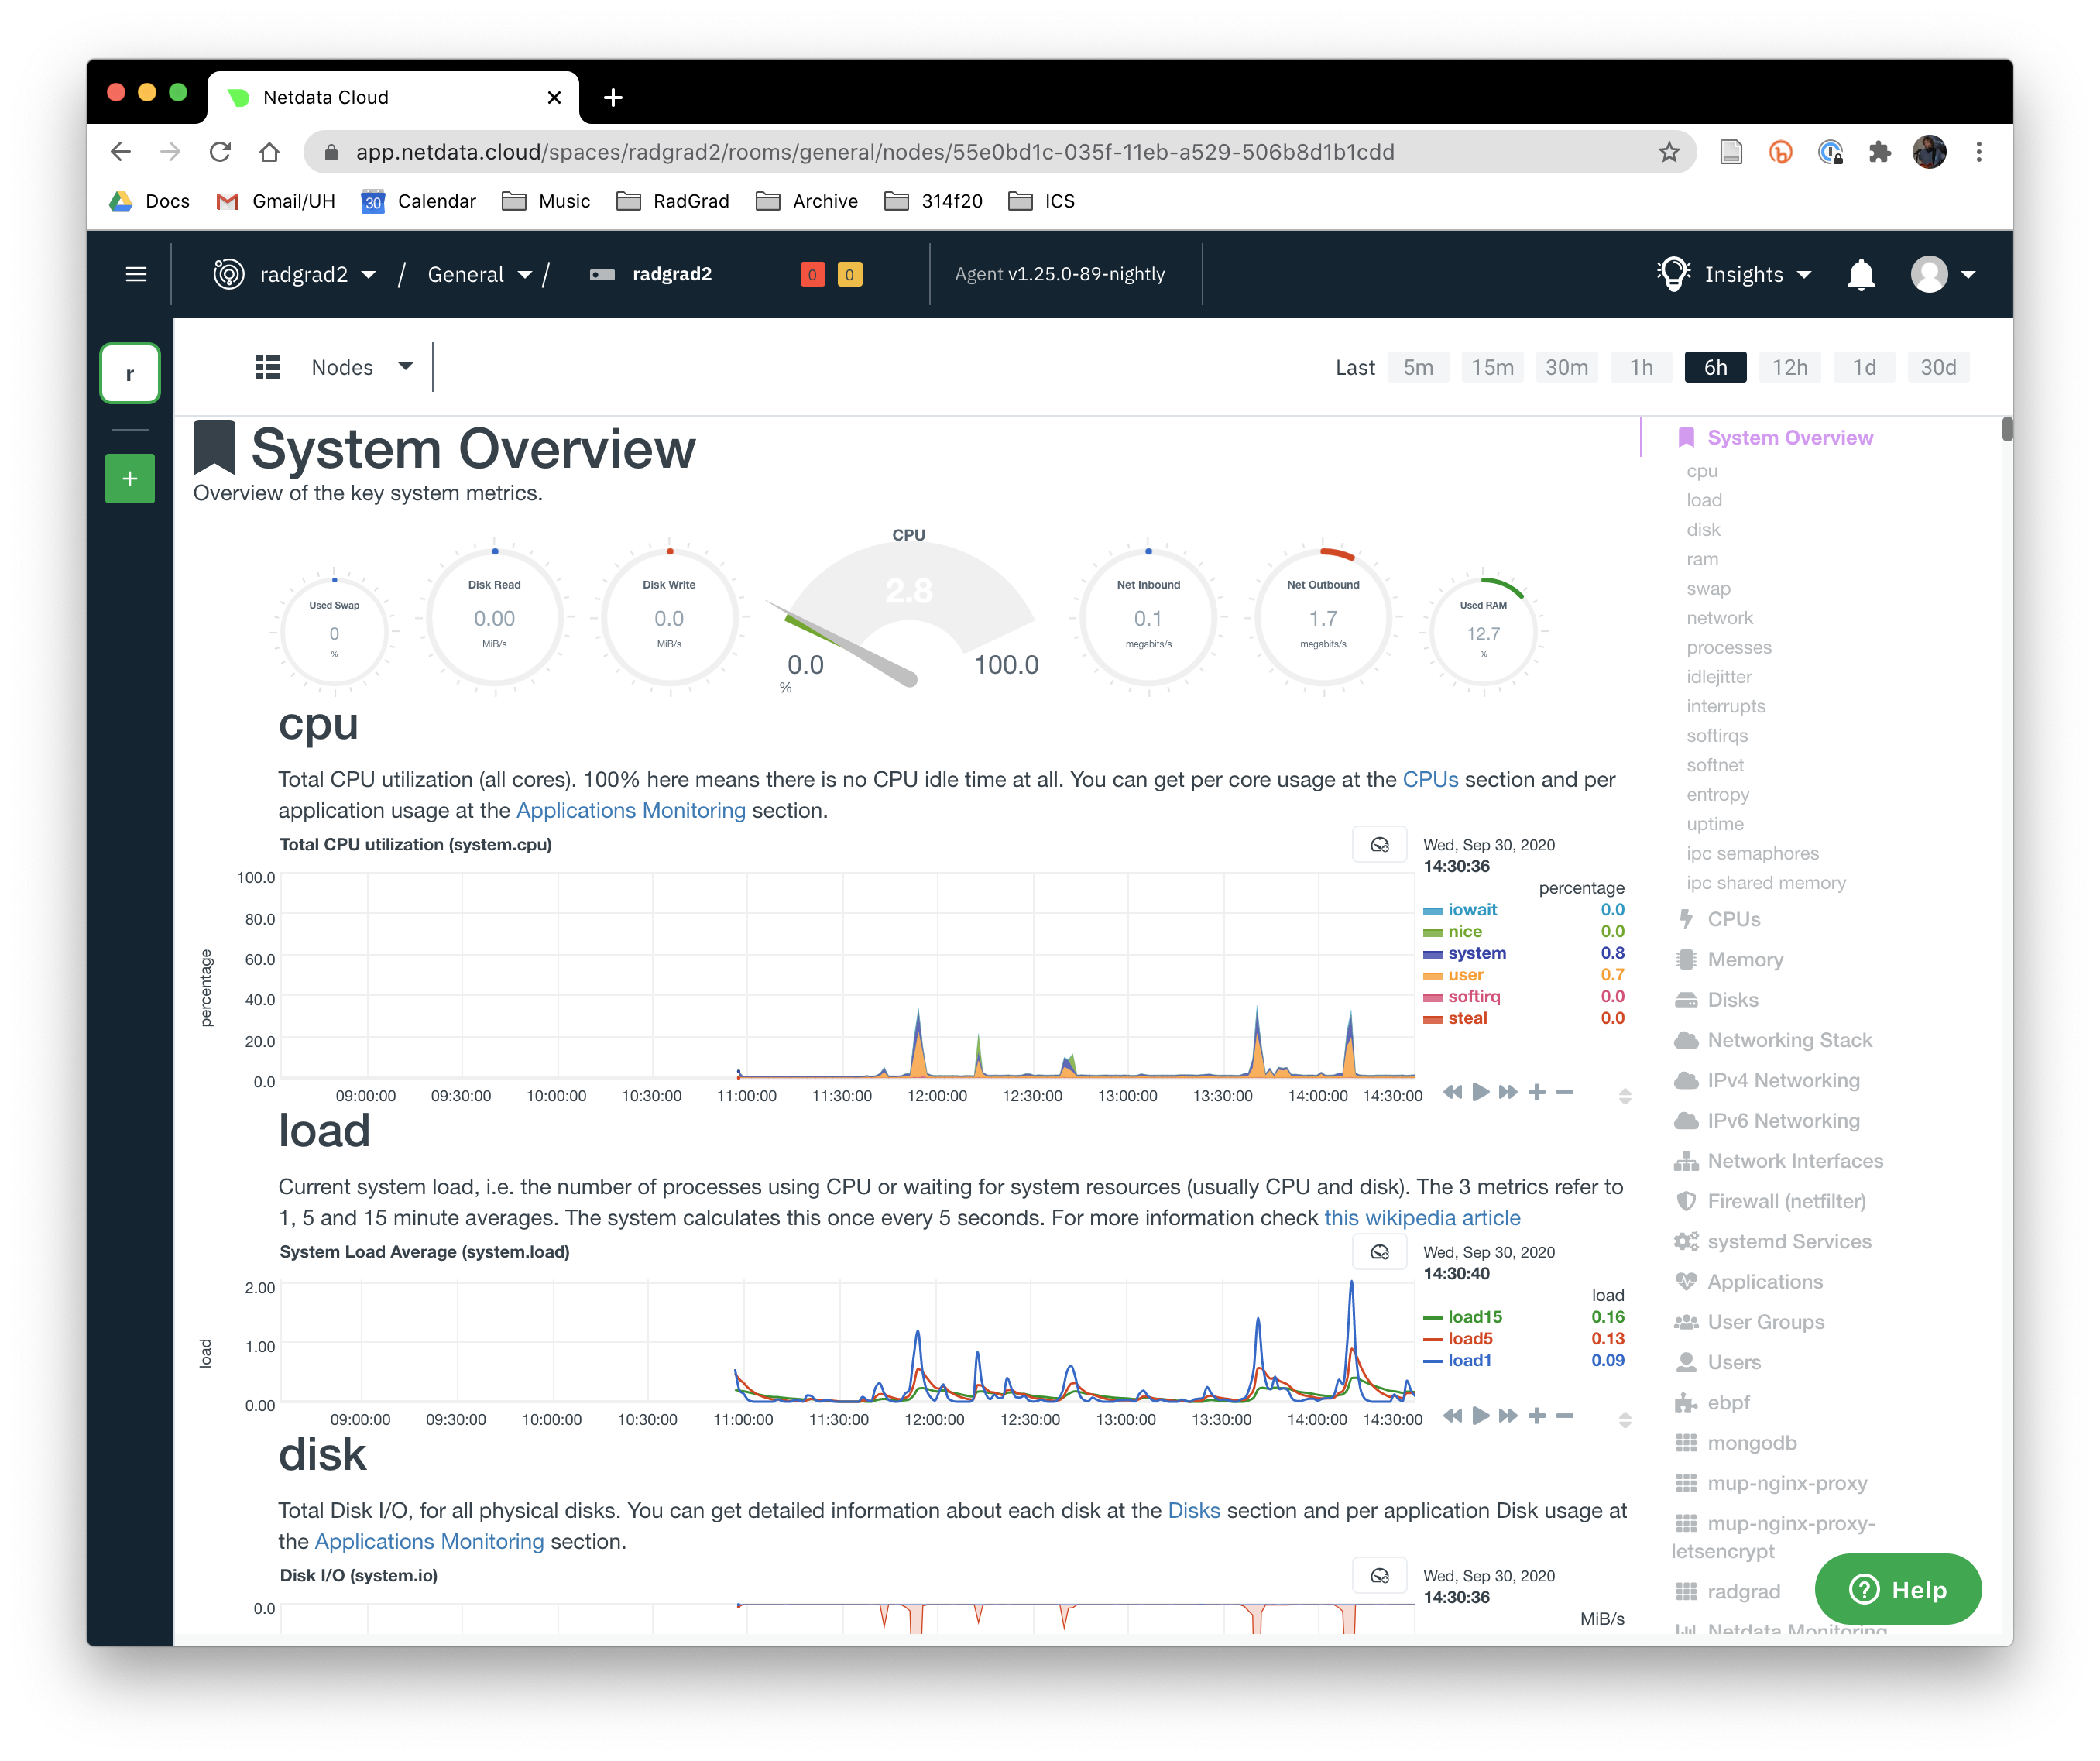 Netdata Cloud
app.netdata.cloud/spaces/radgrad2/rooms/general/nodes/55e0bd1c-035f-11eb-a529-506b8d1b1cdd
Docs Gmail/UH 30 Calendar Music RadGrad Archive 314f20 ICS
radgrad2 / General / radgrad2 0 0 Agent v1.25.0-89-nightly Insights
r
+
Nodes Last 5m 15m 30m 1h 6h 12h 1d 30d
System Overview
Overview of the key system metrics.
Used Swap
0
%
Disk Read
0.00
MiB/s
Disk Write
0.0
MiB/s
CPU
2.8
0.0 100.0
%
Net Inbound
0.1
megabits/s
Net Outbound
1.7
megabits/s
Used RAM
12.7
%
cpu
Total CPU utilization (all cores). 100% here means there is no CPU idle time at all. You can get per core usage at the CPUs section and per
application usage at the Applications Monitoring section.
Total CPU utilization (system.cpu)
percentage
100.0
80.0
60.0
40.0
20.0
0.0
09:00:00 09:30:00 10:00:00 10:30:00 11:00:00 11:30:00 12:00:00 12:30:00 13:00:00 13:30:00 14:00:00 14:30:00
Wed, Sep 30, 2020
14:30:36
percentage
iowait 0.0
nice 0.0
system 0.8
user 0.7
softirq 0.0
steal 0.0
load
Current system load, i.e. the number of processes using CPU or waiting for system resources (usually CPU and disk). The 3 metrics refer to
1, 5 and 15 minute averages. The system calculates this once every 5 seconds. For more information check this wikipedia article
System Load Average (system.load)
load
2.00
1.00
0.00
09:00:00 09:30:00 10:00:00 10:30:00 11:00:00 11:30:00 12:00:00 12:30:00 13:00:00 13:30:00 14:00:00 14:30:00
Wed, Sep 30, 2020
14:30:40
load
load15 0.16
load5 0.13
load1 0.09
disk
Total Disk I/O, for all physical disks. You can get detailed information about each disk at the Disks section and per application Disk usage at
the Applications Monitoring section.
Disk I/O (system.io)
0.0
Wed, Sep 30, 2020
14:30:36
MiB/s
System Overview
cpu
load
disk
ram
swap
network
processes
idlejitter
interrupts
softirqs
softnet
entropy
uptime
ipc semaphores
ipc shared memory
CPUs
Memory
Disks
Networking Stack
IPv4 Networking
IPv6 Networking
Network Interfaces
Firewall (netfilter)
systemd Services
Applications
User Groups
Users
ebpf
mongodb
mup-nginx-proxy
mup-nginx-proxy-
letsencrypt
radgrad
Netdata Monitoring
Help